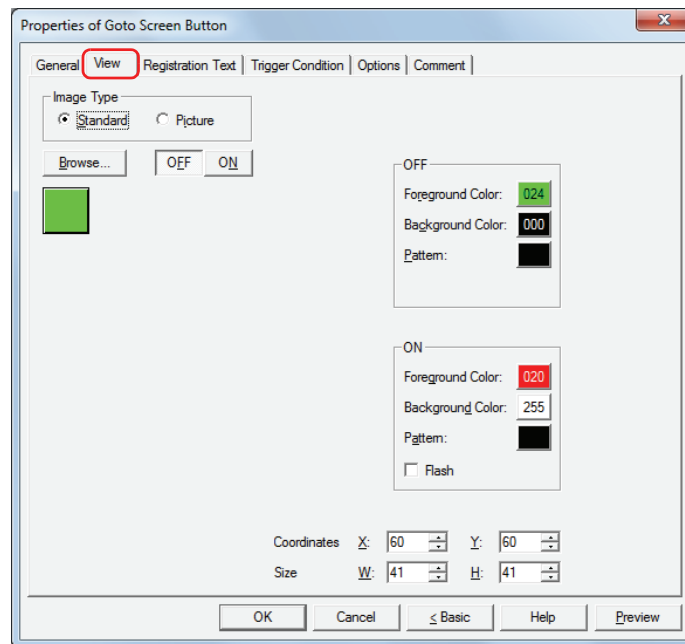 Properties of Goto Screen Button
General View Registration Text Trigger Condition Options Comment
Image Type
Standard Picture
Browse... OFF ON
OFF
Foreground Color: 024
Background Color: 000
Pattern:
ON
Foreground Color: 020
Background Color: 255
Pattern:
Flash
Coordinates X: 60 Y: 60
Size W: 41 H: 41
OK Cancel < Basic Help Preview